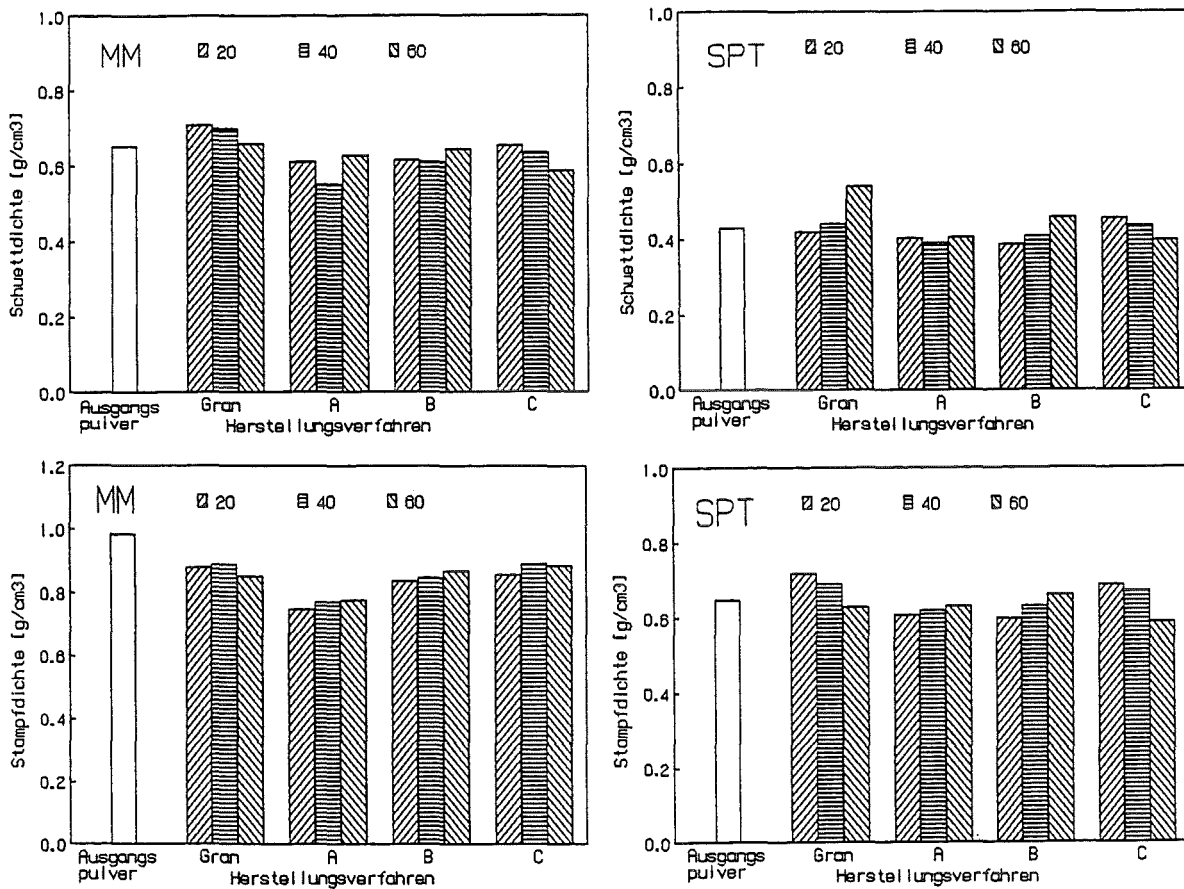 1.0
MM 20 40 60
0.8
0.6
0.4
0.2
0.0
Schuettdichte [g/cm3]
Ausgangs Gran A B C
pulver Herstellungsverfahren
1.0
SPT 20 40 60
0.8
0.6
0.4
0.2
0.0
Schuettdichte [g/cm3]
Ausgangs Gran A B C
pulver Herstellungsverfahren
1.2
MM 20 40 60
1.0
0.8
0.6
0.4
0.2
0.0
Stampfdichte [g/cm3]
Ausgangs Gran A B C
pulver Herstellungsverfahren
1.0
SPT 20 40 60
0.8
0.6
0.4
0.2
0.0
Stampfdichte [g/cm3]
Ausgangs Gran A B C
pulver Herstellungsverfahren